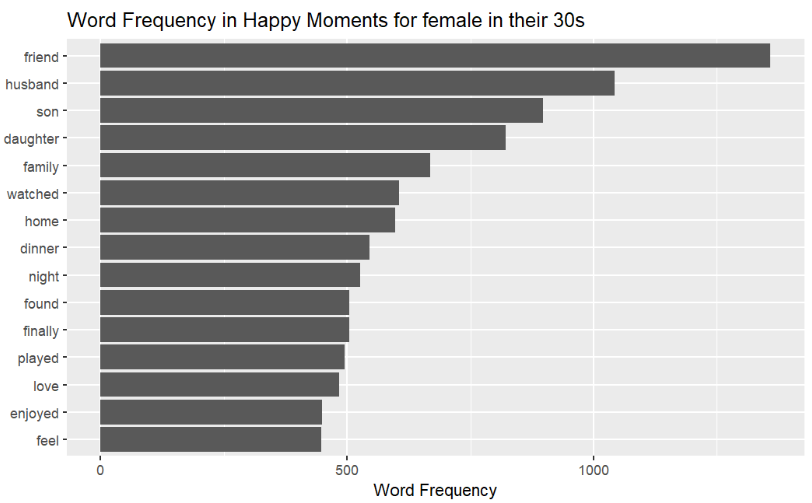 Word Frequency in Happy Moments for female in their 30s
friend
husband
son
daughter
family
watched
home
dinner
night
found
finally
played
love
enjoyed
feel
0 500 1000
Word Frequency